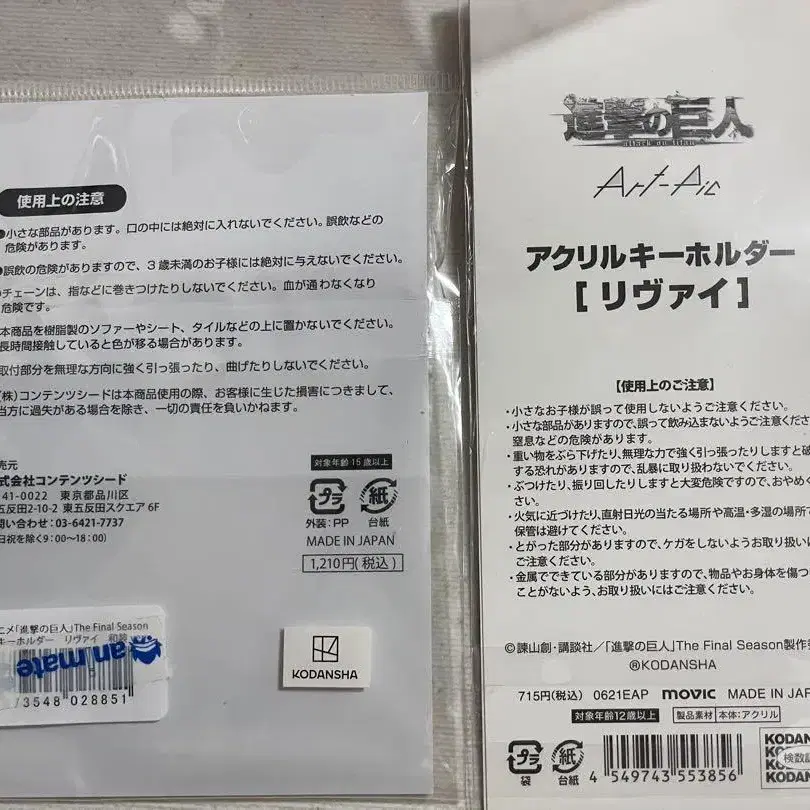 使用上の注意
●小さな部品があります。口の中には絶対に入れないでください。誤飲などの
危険があります。
●誤飲の危険がありますので、3歳未満のお子様には絶対に与えないでください。
チェーンは、指などに巻きつけたりしないでください。血が通わなくなり
危険です。
本商品を樹脂製のソファーやシート、タイルなどの上に置かないでください。
長時間接触していると色が移る場合があります。
取付部分を無理な方向に強く引っ張ったり、曲げたりしないでください。
(株)コンテンツシードは本商品使用の際、お客様に生じた損害につきまして、
当方に過失がある場合を除き、一切の責任を負いかねます。
売元
式会社コンテンツシード
41-0022 東京都品川区
五反田2-10-2 東五反田スクエア 6F
問い合わせ:03-6421-7737
日祝を除く9:00〜18:00)
対象年齢15歳以上
プラ 紙
外装:PP 台紙
MADE IN JAPAN
1,210円(税込)
ニメ「進撃の巨人」The Final Season
キーホルダー リヴァイ
animate
73548 028851
KODANSHA
進撃の巨人
attack on titan
Art-Pic
アクリルキーホルダー
[リヴァイ]
【使用上のご注意】
・小さなお子様が誤って使用しないようご注意ください。
・小さな部品がありますので、誤って飲み込まないようご注意くださ
窒息などの危険があります。
・重い物をぶら下げたり、無理な力で強く引っ張ったりしますと破
する恐れがありますので、乱暴に取り扱わないでください。
・ぶつけたり、振り回したりしますと大変危険ですので、おやめく
さい。
・火気に近づけたり、直射日光の当たる場所や高温・多湿の場所で
保管は避けてください。
・とがった部分がありますので、ケガをしないようお取り扱いに
ご注意ください。
・金属でできている部分がありますので、物品やお身体を傷つ
ことがないよう、お取り扱いにはご注意ください。
©諫山創・講談社/「進撃の巨人」The Final Season製作
®KODANSHA
715円(税込) 0621EAP movic MADE IN JAP
対象年齢12歳以上 製品素材 本体:アクリル
プラ 紙
袋 台紙
4 549743 553856
KODAN
検数